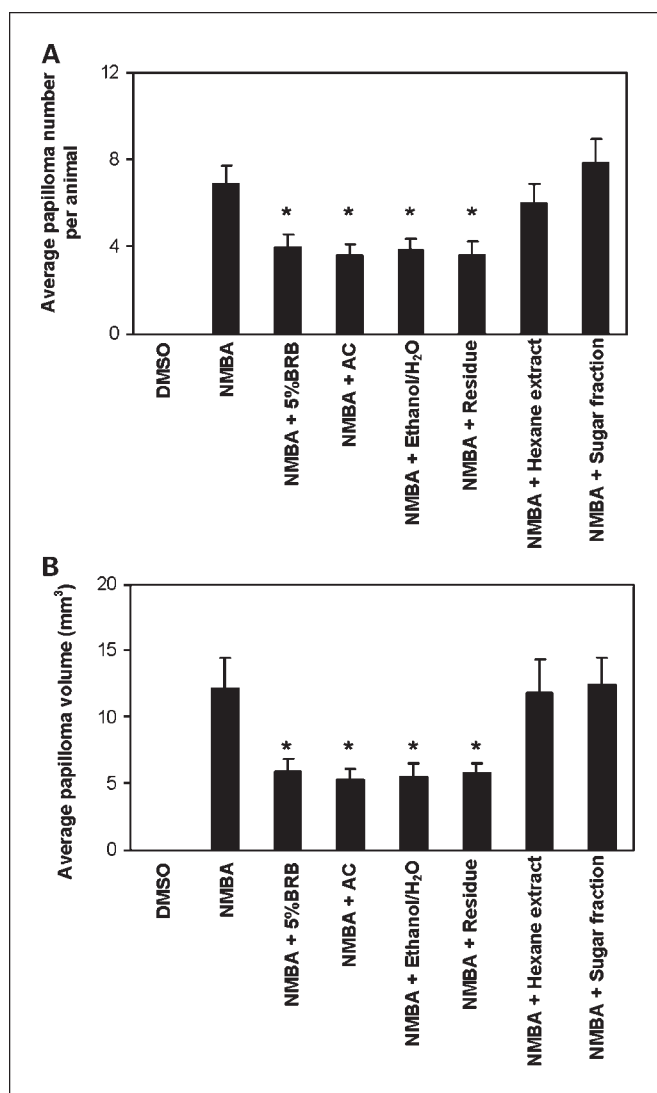 A
Average papilloma number
per animal
12
8
4
0
* * * *
DMSO
NMBA
NMBA + 5%BRB
NMBA + AC
NMBA + Ethanol/H₂O
NMBA + Residue
NMBA + Hexane extract
NMBA + Sugar fraction
B
Average papilloma volume (mm³)
20
15
10
5
0
* * * *
DMSO
NMBA
NMBA + 5%BRB
NMBA + AC
NMBA + Ethanol/H₂O
NMBA + Residue
NMBA + Hexane extract
NMBA + Sugar fraction